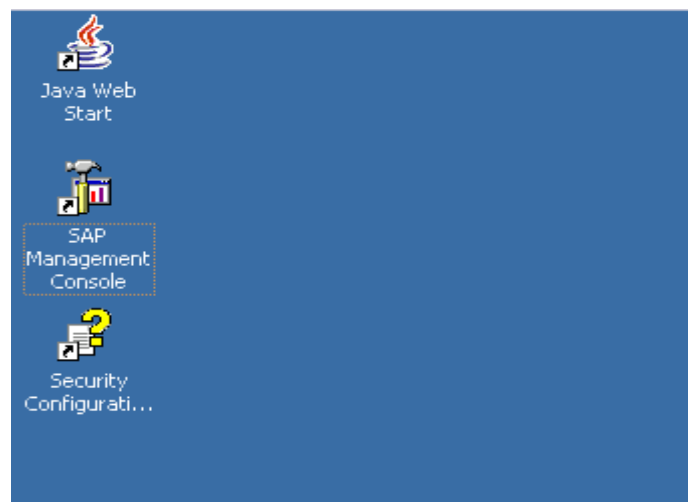 Java Web
Start
SAP
Management
Console
Security
Configurati...